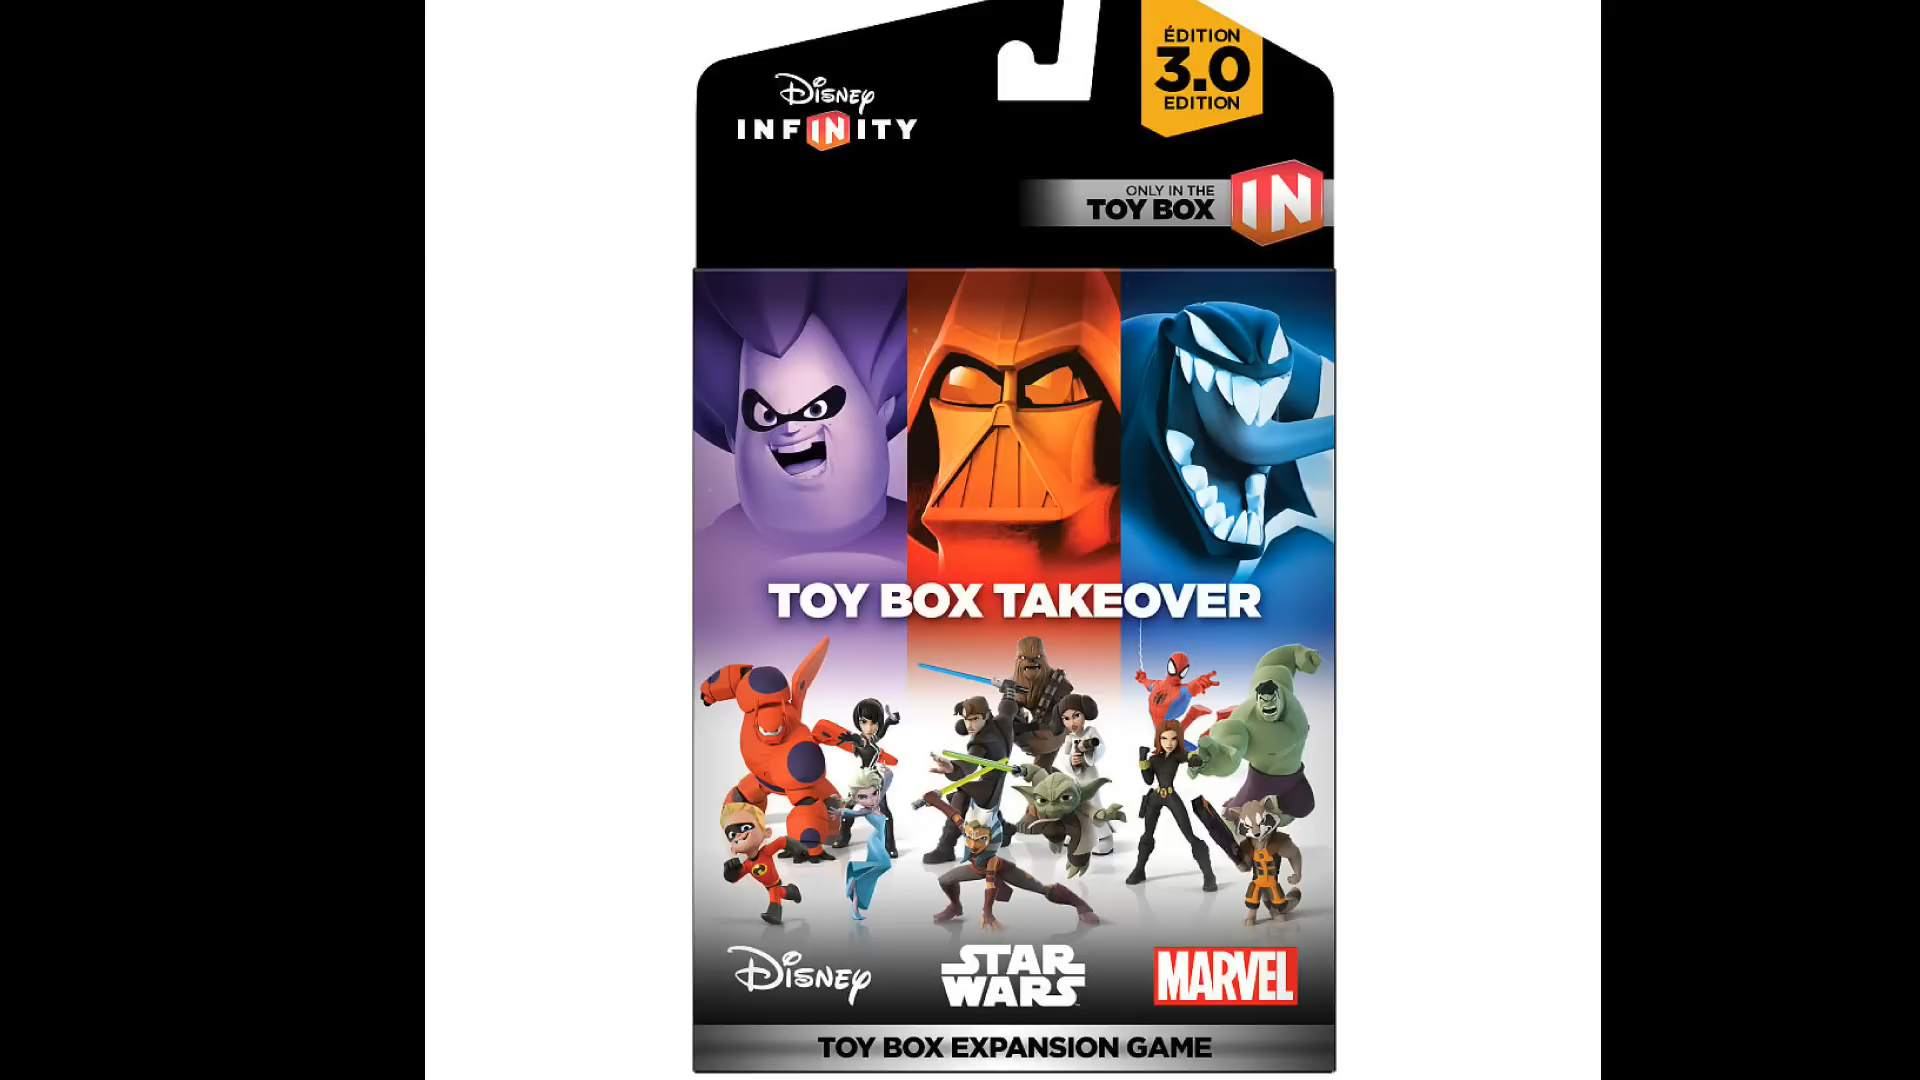 Disney
INFINITY
ÉDITION
3.0
EDITION
ONLY IN THE
TOY BOX
IN
TOY BOX TAKEOVER
Disney
STAR
WARS
MARVEL
TOY BOX EXPANSION GAME